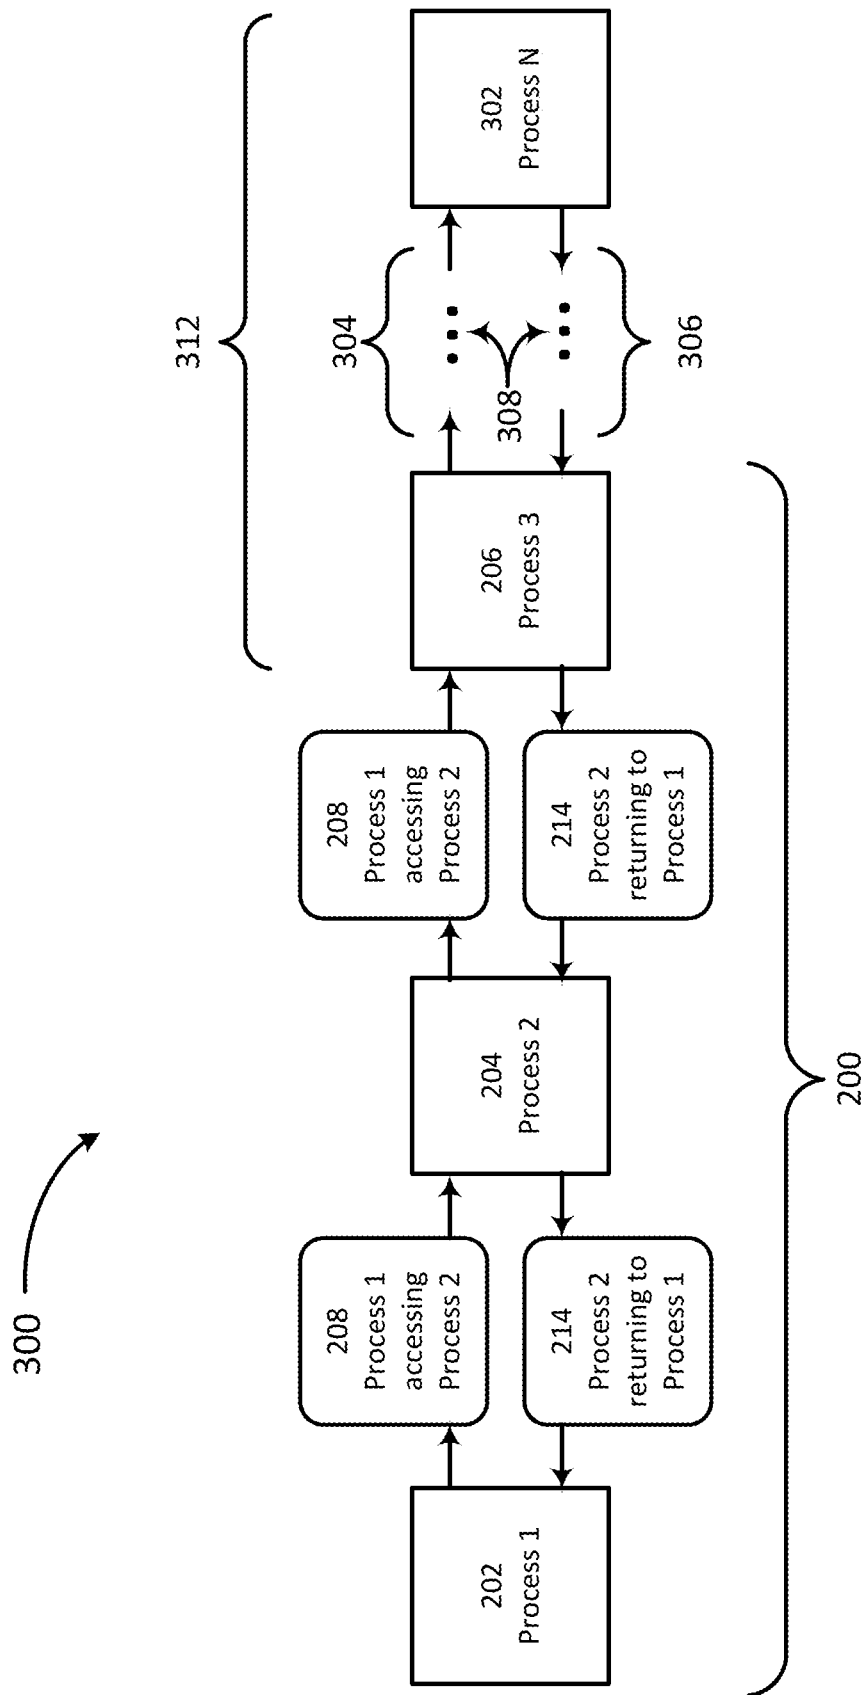 300
312
304
308
306
208
Process 1
accessing
Process 2
208
Process 1
accessing
Process 2
202
Process 1
204
Process 2
206
Process 3
302
Process N
214
Process 2
returning to
Process 1
214
Process 2
returning to
Process 1
200